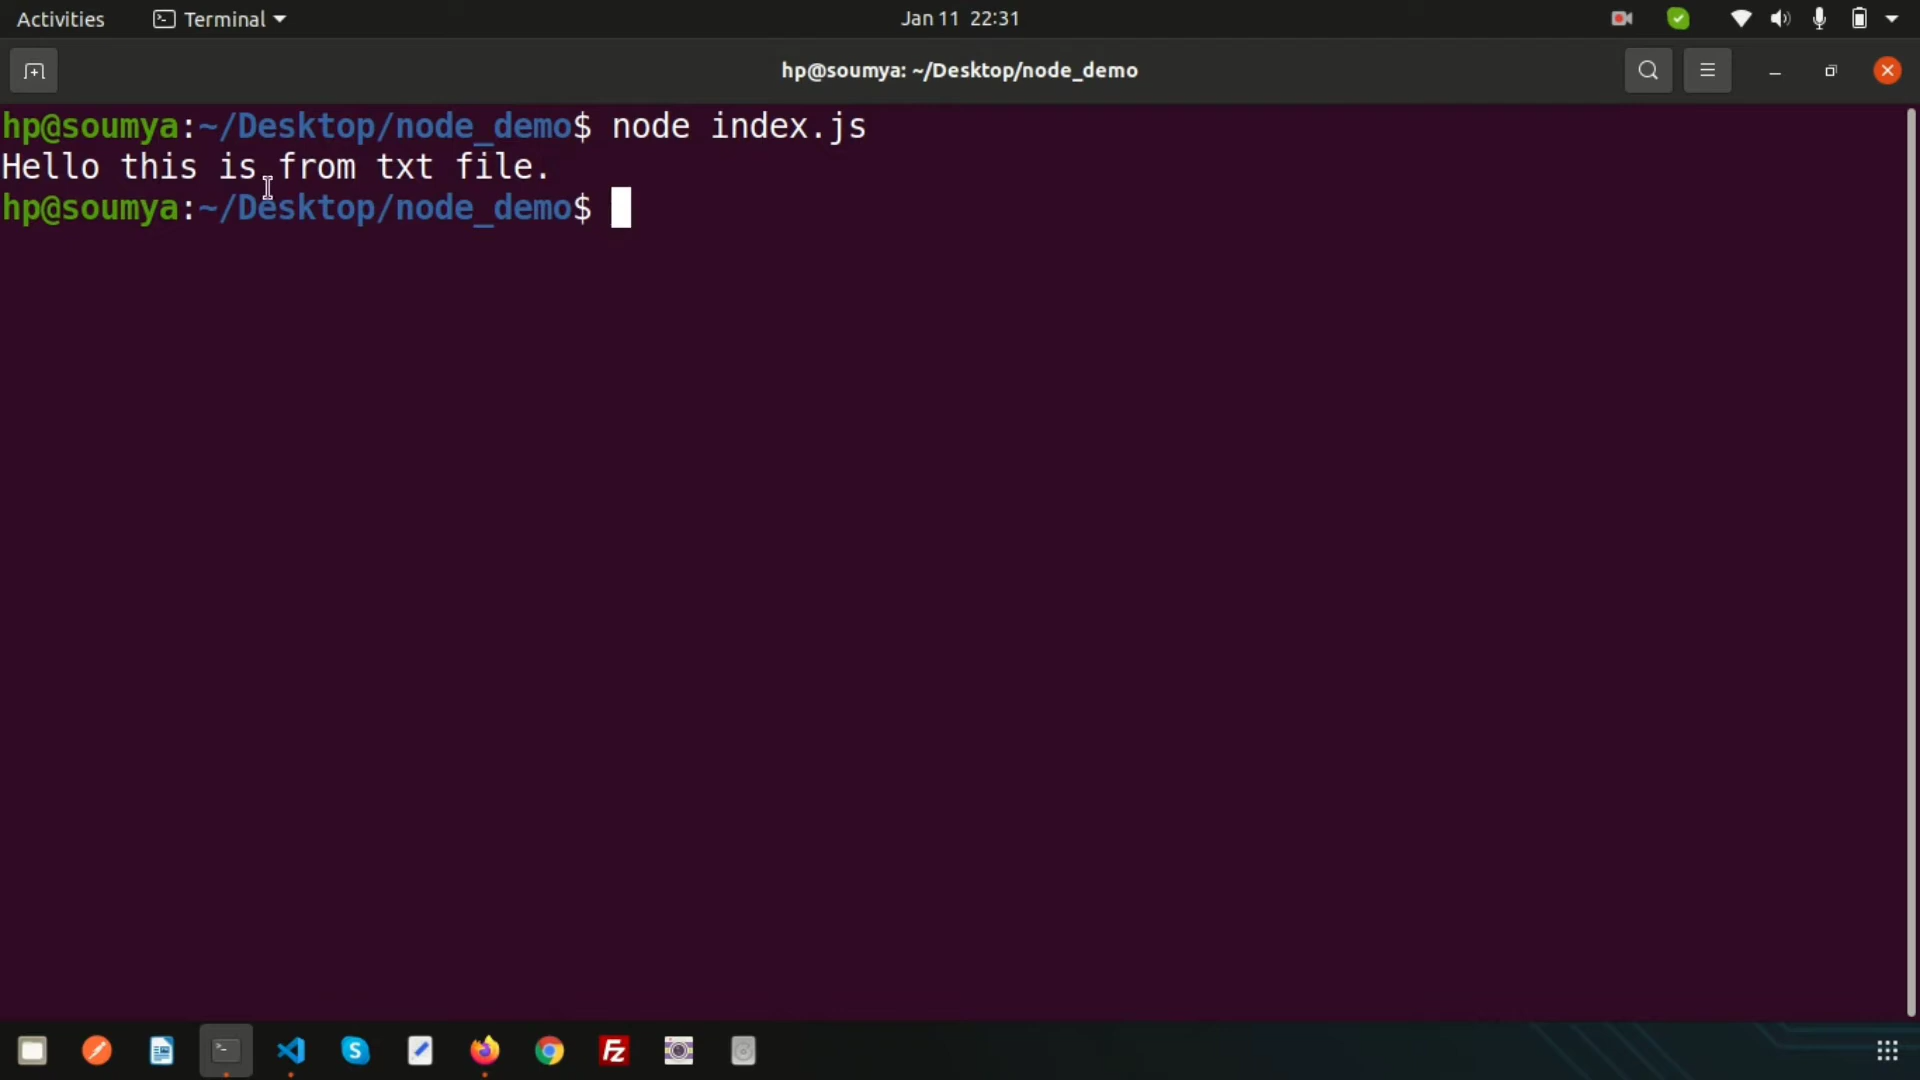 Activities Terminal Jan 11 22:31
hp@soumya: ~/Desktop/node_demo
hp@soumya:~/Desktop/node_demo$ node index.js
Hello this is from txt file.
hp@soumya:~/Desktop/node_demo$